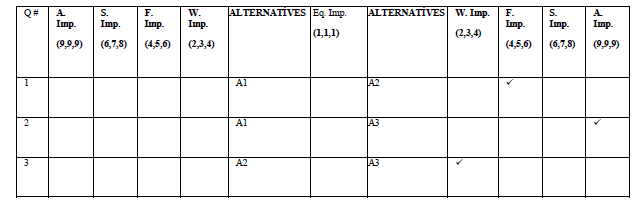 Q # A. Imp. (9,9,9) S. Imp. (6,7,8) F. Imp. (4,5,6) W. Imp. (2,3,4) ALTERNATİVES Eq. Imp. (1,1,1) ALTERNATİVES W. Imp. (2,3,4) F. Imp. (4,5,6) S. Imp. (6,7,8) A. Imp. (9,9,9)
1 A1 A2 ✓
2 A1 A3 ✓
3 A2 A3 ✓